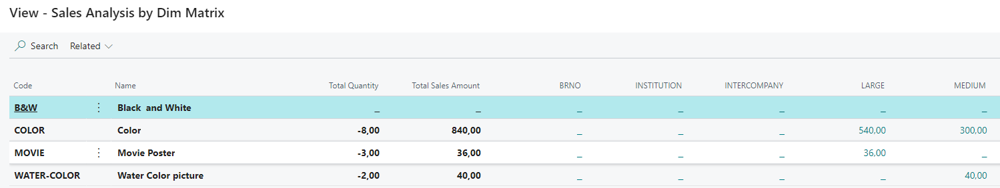 View - Sales Analysis by Dim Matrix
Search Related
Code Name Total Quantity Total Sales Amount BRNO INSTITUTION INTERCOMPANY LARGE MEDIUM
B&W Black and White _ _ _ _ _ _ _
COLOR Color -8,00 840,00 _ _ _ 540,00 300,00
MOVIE Movie Poster -3,00 36,00 _ _ _ 36,00 _
WATER-COLOR Water Color picture -2,00 40,00 _ _ _ _ 40,00